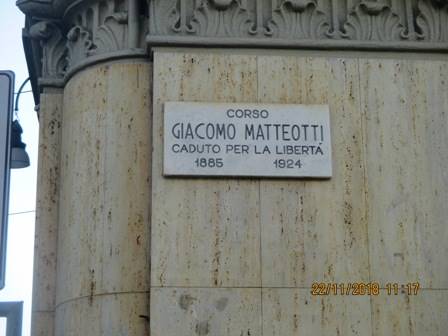 CORSO
GIACOMO MATTEOTTI
CADUTO PER LA LIBERTÀ
1885 1924
22/11/2018 11:17